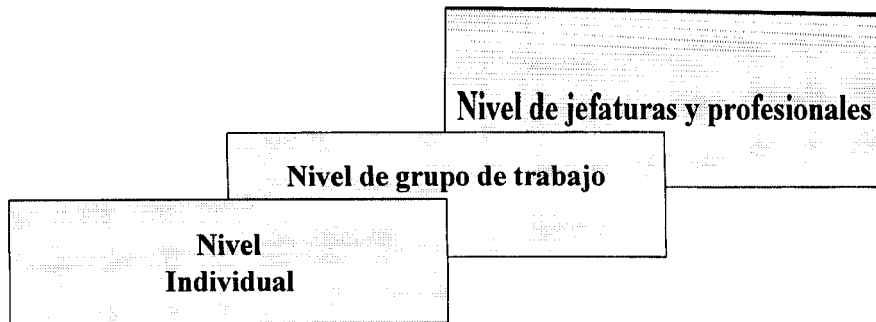 Nivel de jefaturas y profesionales
Nivel de grupo de trabajo
Nivel
Individual